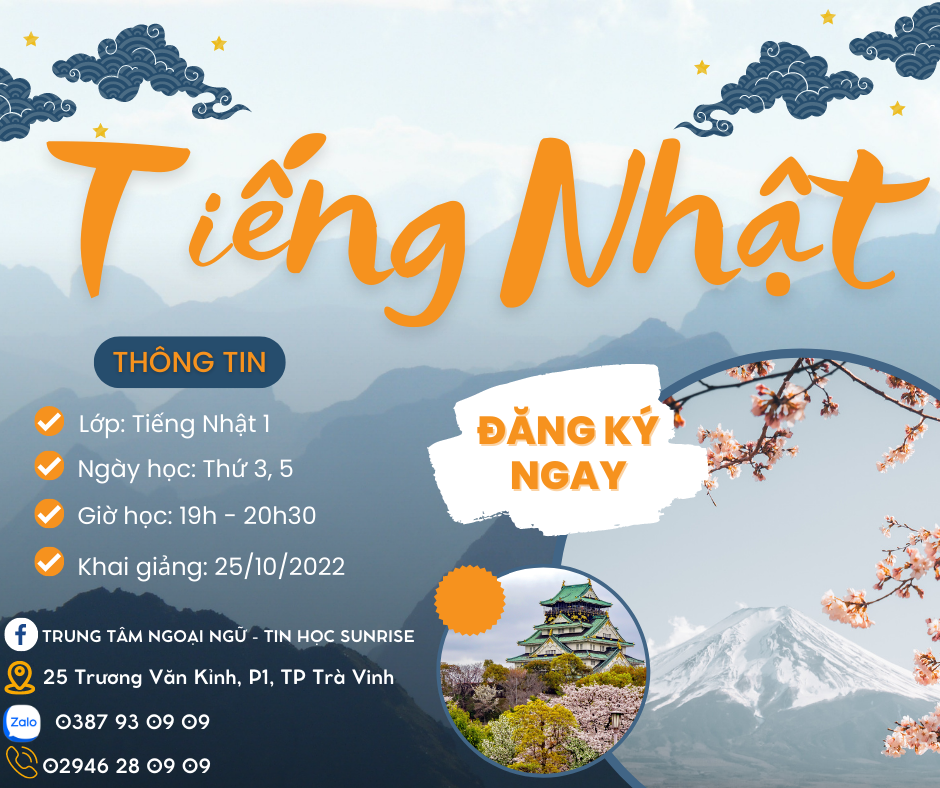 Tiếng Nhật
THÔNG TIN
Lớp: Tiếng Nhật 1
Ngày học: Thứ 3, 5
Giờ học: 19h - 20h30
Khai giảng: 25/10/2022
ĐĂNG KÝ
NGAY
TRUNG TÂM NGOẠI NGỮ - TIN HỌC SUNRISE
25 Trương Văn Kỉnh, P1, TP Trà Vinh
Zalo 0387 93 09 09
02946 28 09 09